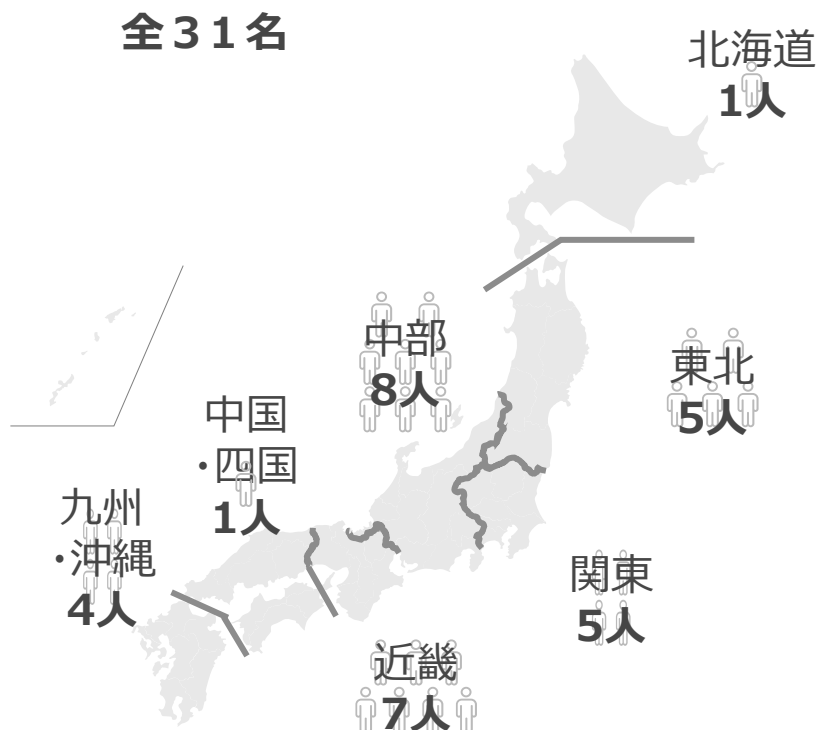 全31名
北海道
1人
中部
8人
東北
5人
中国
・四国
1人
九州
・沖縄
4人
関東
5人
近畿
7人